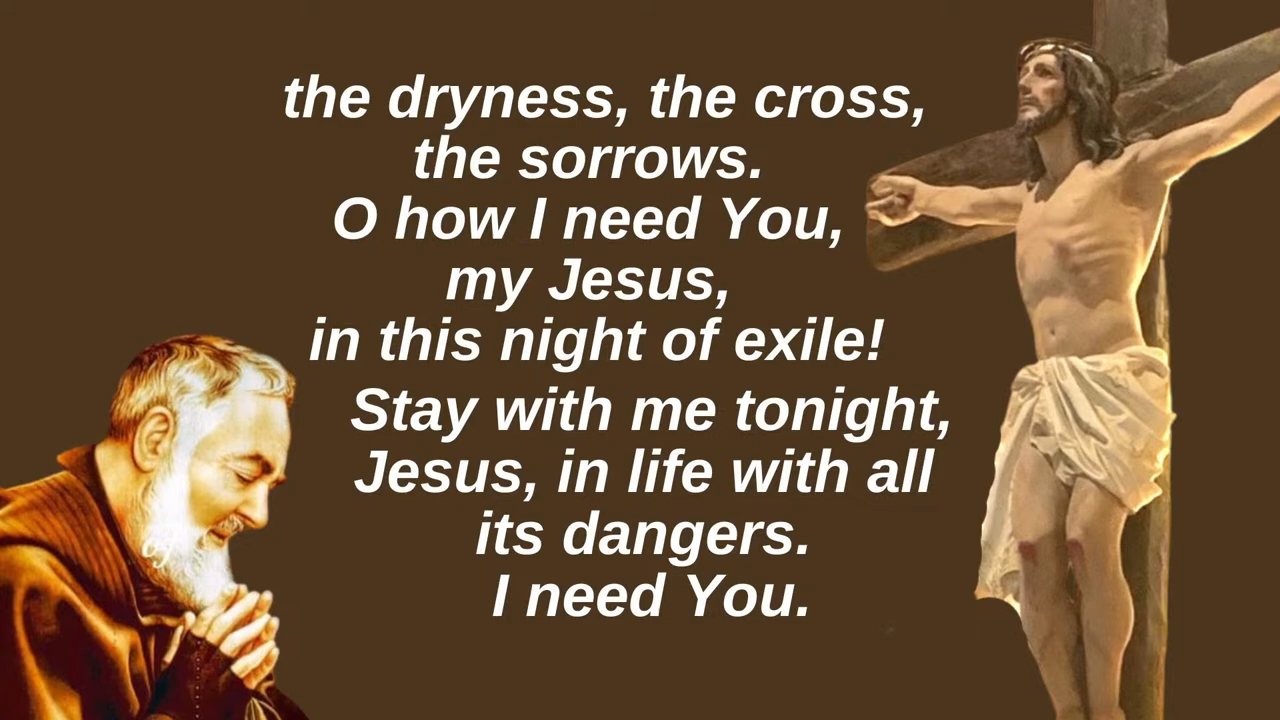 the dryness, the cross,
the sorrows.
O how I need You,
my Jesus,
in this night of exile!
Stay with me tonight,
Jesus, in life with all
its dangers.
I need You.